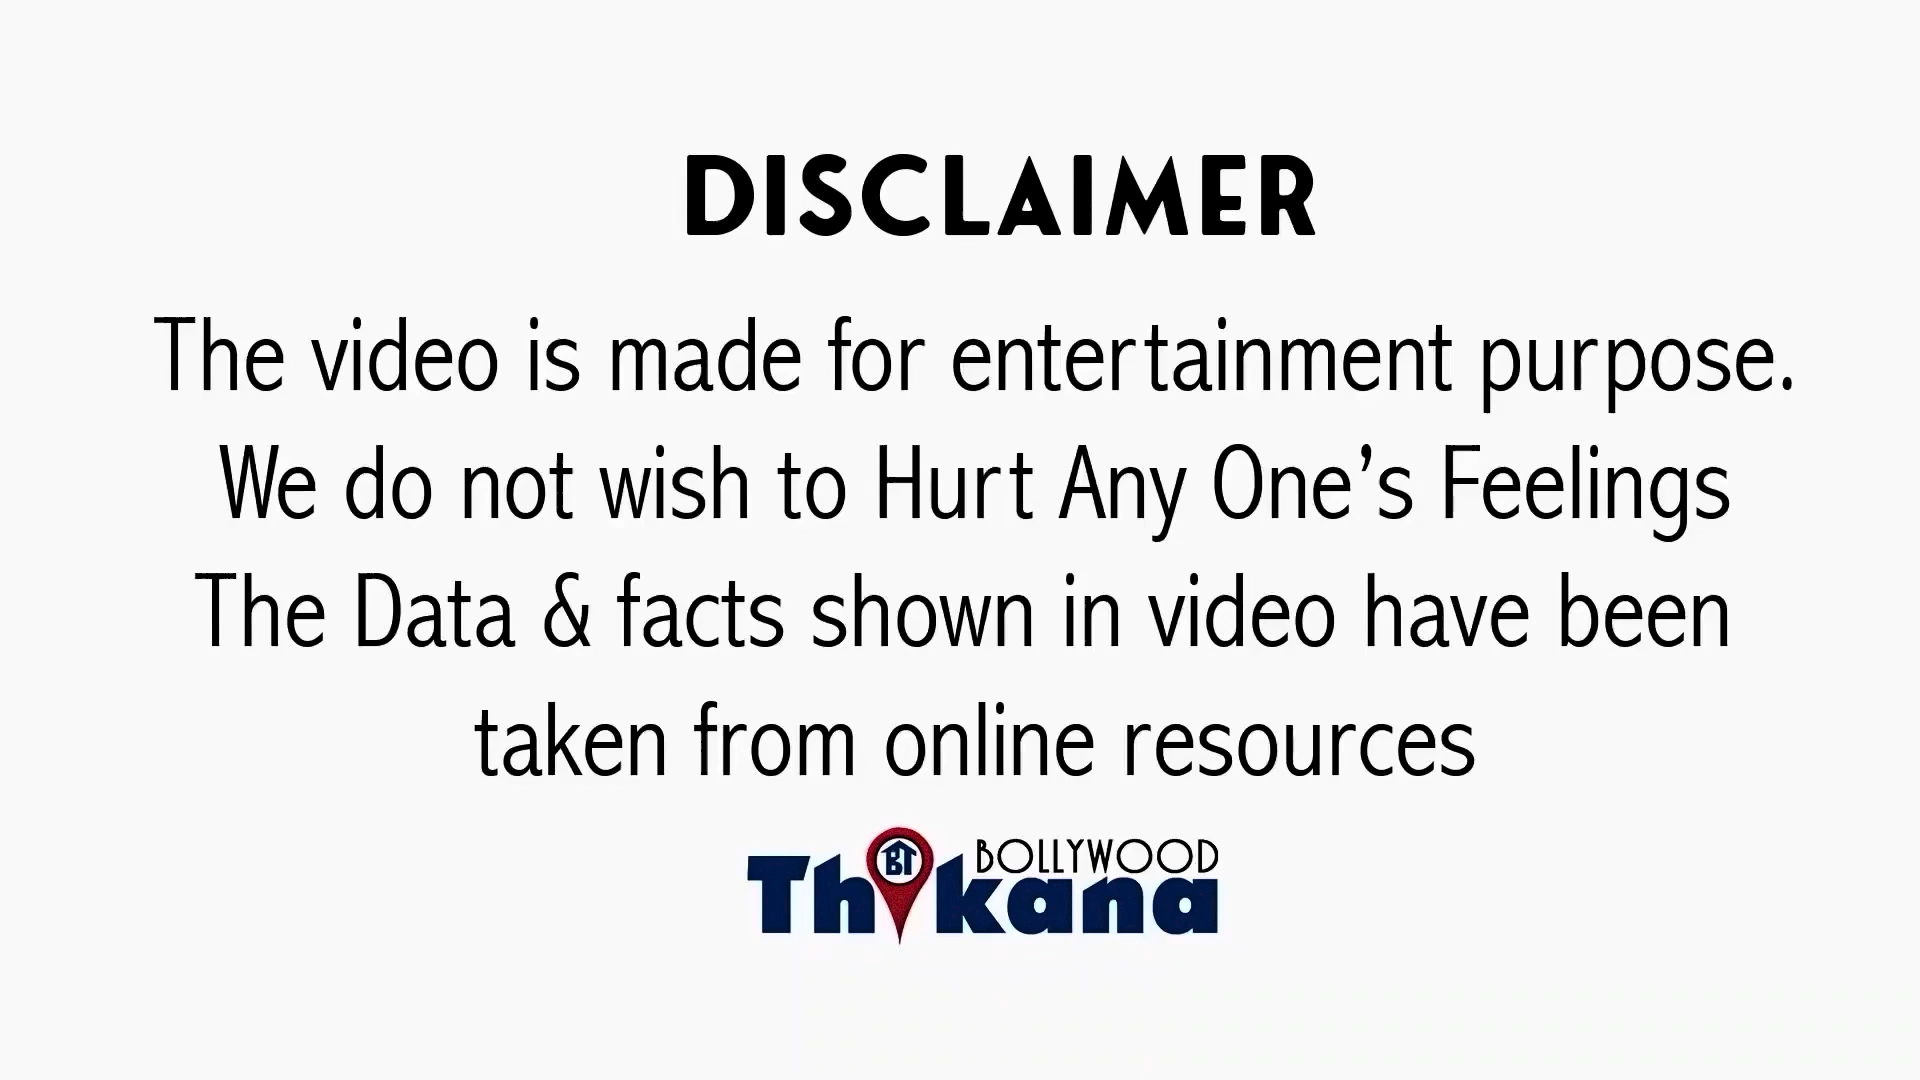 DISCLAIMER
The video is made for entertainment purpose.
We do not wish to Hurt Any One’s Feelings
The Data & facts shown in video have been
taken from online resources
BOLLYWOOD
BT
Thikana